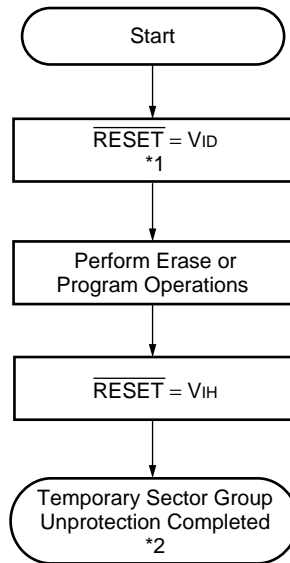 Start
RESET = VID
*1
Perform Erase or
Program Operations
RESET = VIH
Temporary Sector Group
Unprotection Completed
*2